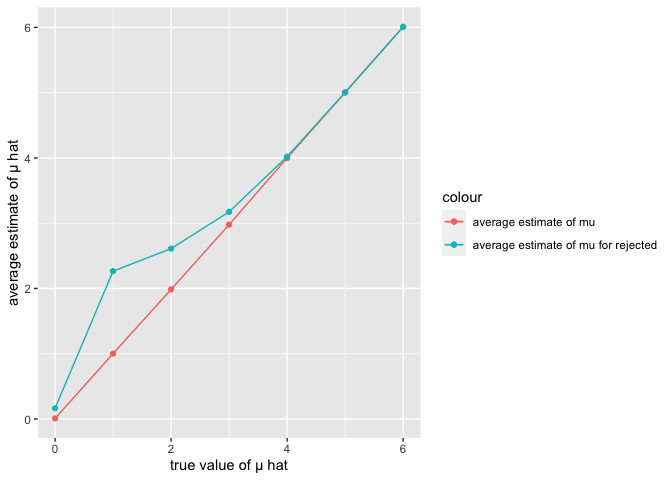 6
4
2
0
average estimate of µ hat
0
2
4
6
true value of µ hat
colour
average estimate of mu
average estimate of mu for rejected